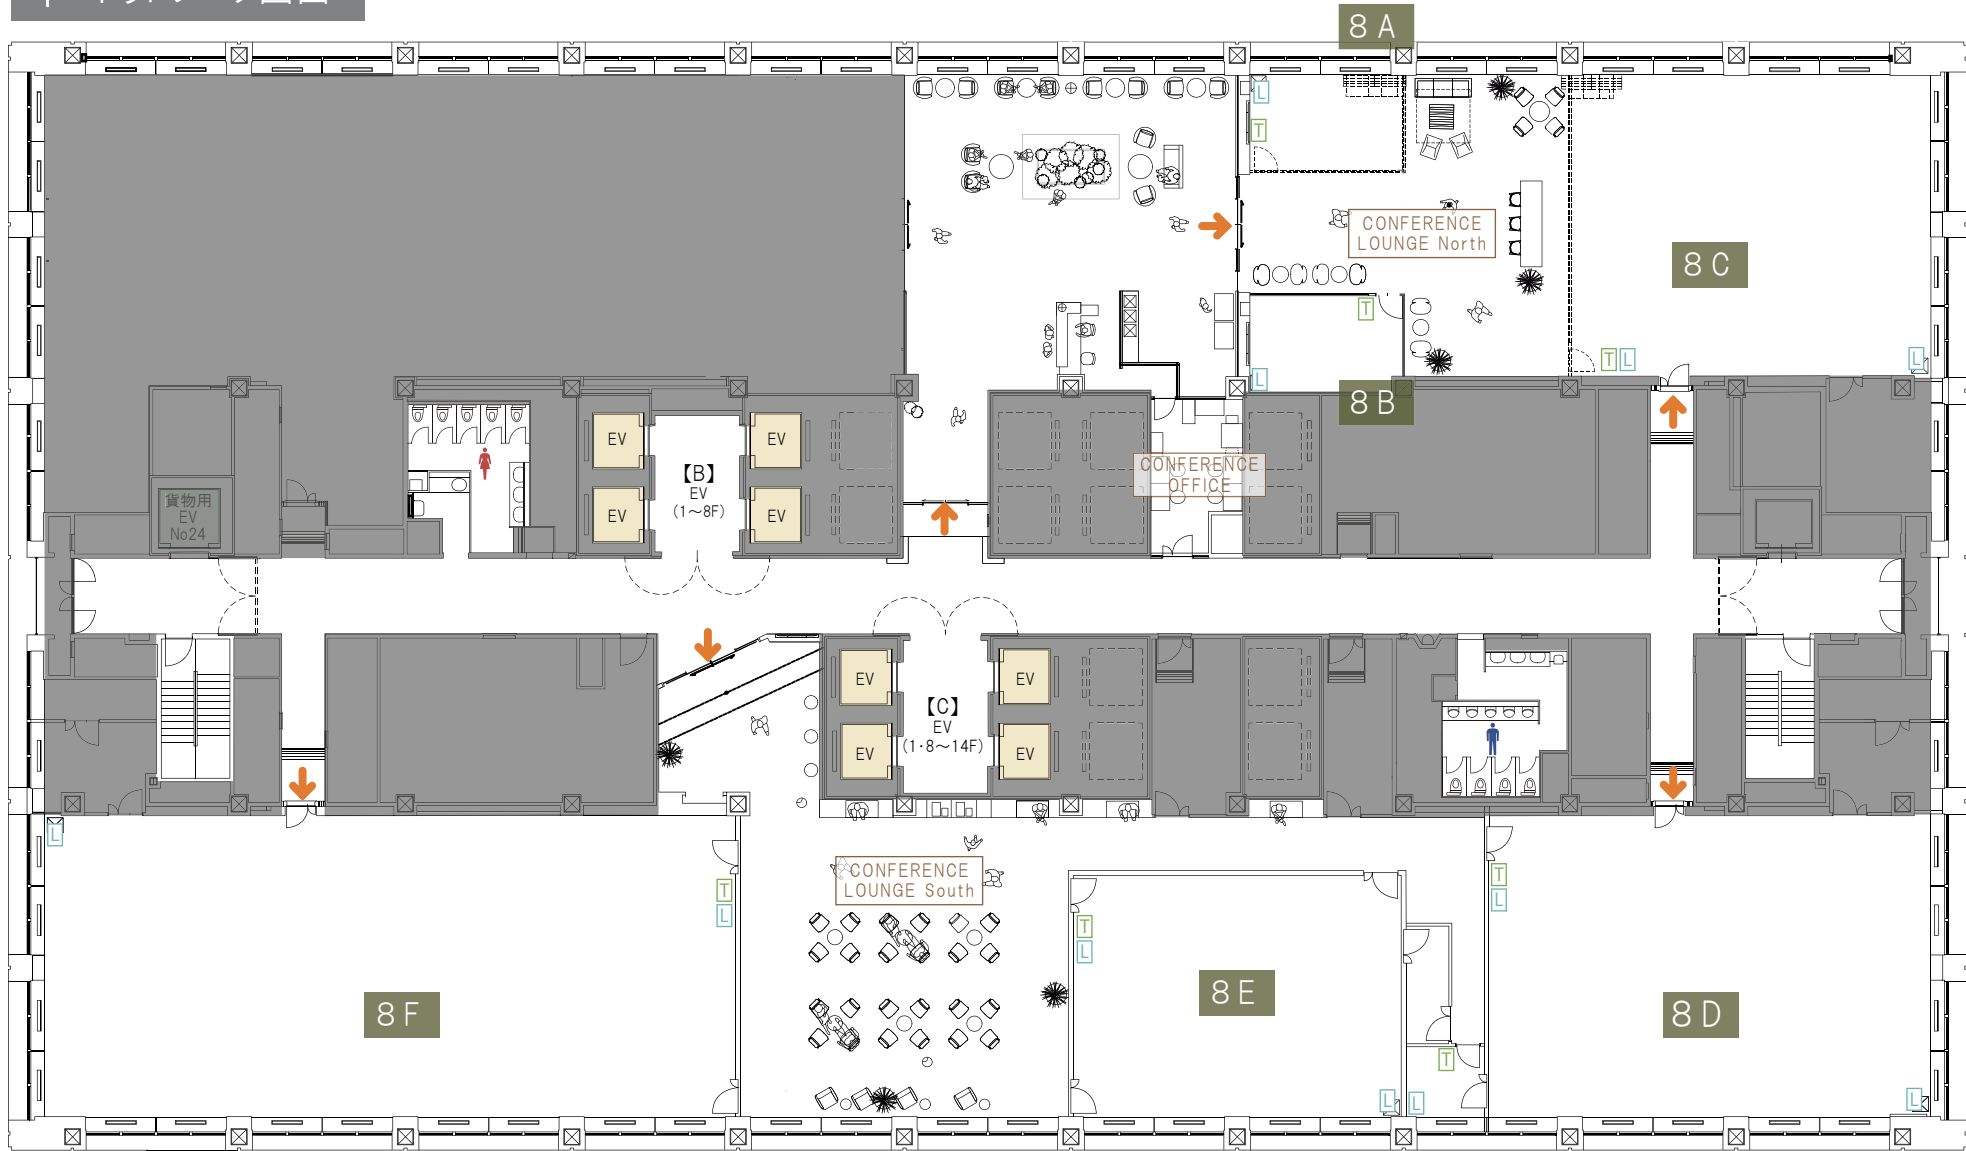 8A
L
T
CONFERENCE
LOUNGE North
8C
T
L
T L
L
8B
EV
EV
【B】
EV
(1～8F)
EV
EV
CONFERENCE
OFFICE
貨物用
EV
No24
EV
EV
【C】
EV
(1・8～14F)
EV
EV
L
CONFERENCE
LOUNGE South
T
L
T
L
T
L
8F
8E
8D
T
L
L
L